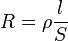 R = ρ l/S